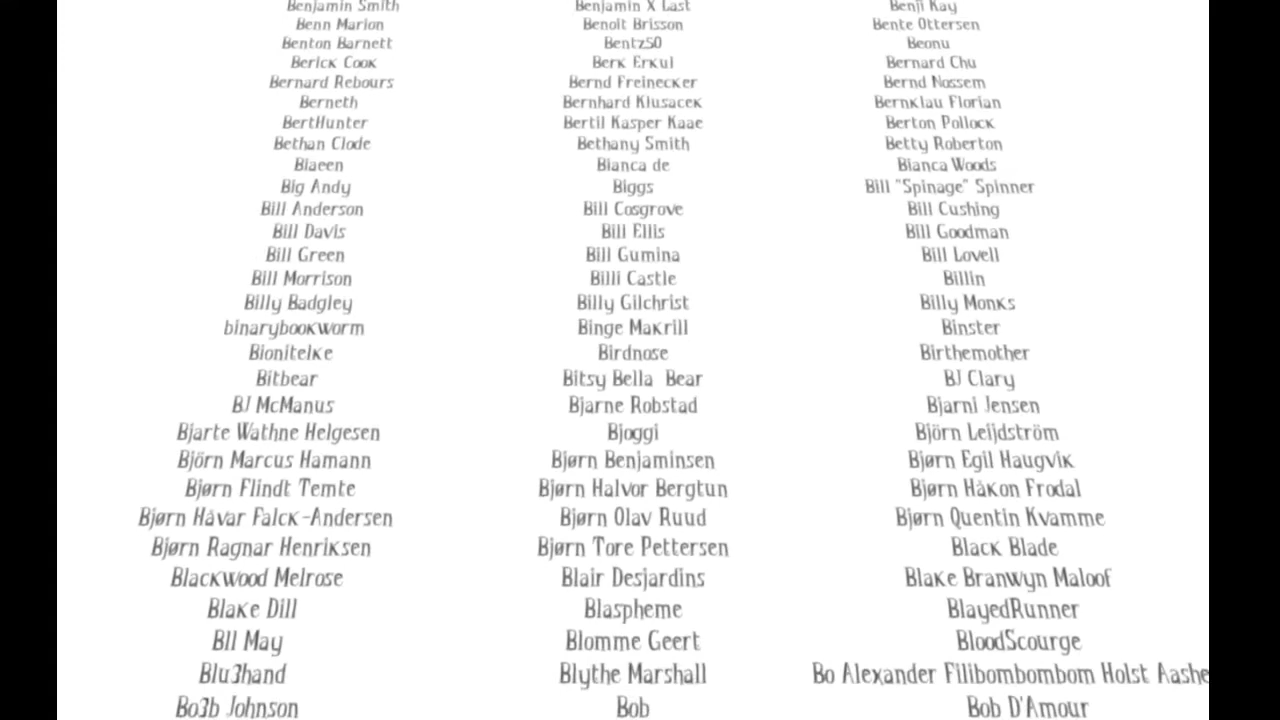 Benjamin Smith Benjamin X Last Benji Kay
Benn Marion Benoit Brisson Bente Ottersen
Benton Barnett Bentz50 Beonu
Berick Cook Berk Erkul Bernard Chu
Bernard Rebours Bernd Freinecker Bernd Nossem
Berneth Bernhard Klusacek Bernklau Florian
BertHunter Bertil Kasper Kaae Berton Pollock
Bethan Clode Bethany Smith Betty Roberton
Biaeen Bianca de Bianca Woods
Big Andy Biggs Bill "Spinage" Spinner
Bill Anderson Bill Cosgrove Bill Cushing
Bill Davis Bill Ellis Bill Goodman
Bill Green Bill Gumina Bill Lovell
Bill Morrison Billi Castle Billin
Billy Badgley Billy Gilchrist Billy Monks
binarybookworm Binge Makrill Binster
Bionitelke Birdnose Birthemother
Bitbear Bitsy Bella Bear BJ Clary
BJ McManus Bjarne Robstad Bjarni Jensen
Bjarte Wathne Helgesen Bjoggi Björn Leijdström
Björn Marcus Hamann Bjørn Benjaminsen Bjørn Egil Haugvik
Bjørn Flindt Temte Bjørn Halvor Bergtun Bjørn Håkon Frodal
Bjørn Håvar Falck-Andersen Bjørn Olav Ruud Bjørn Quentin Kvamme
Bjørn Ragnar Henriksen Bjørn Tore Pettersen Black Blade
Blackwood Melrose Blair Desjardins Blake Branwyn Maloof
Blake Dill Blaspheme BlayedRunner
Bll May Blomme Geert BloodScourge
Blu3hand Blythe Marshall Bo Alexander Filibombombom Holst Aashe
Bo3b Johnson Bob Bob D'Amour